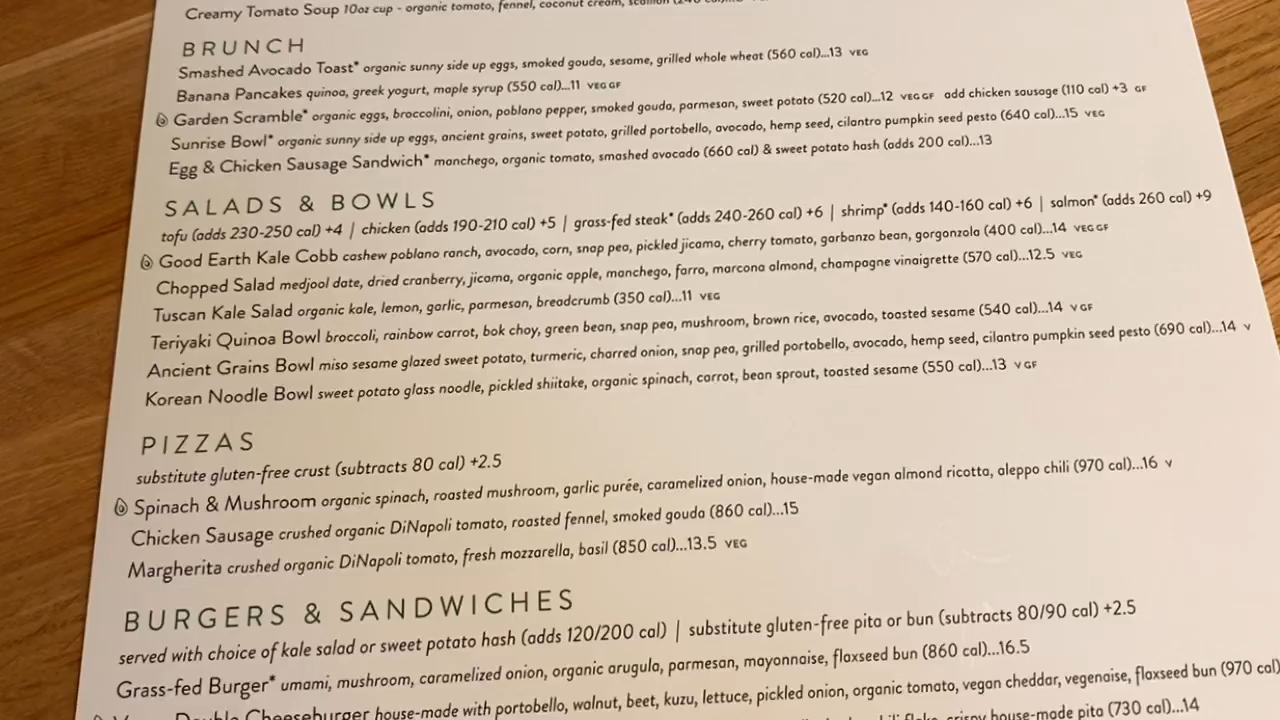 Creamy Tomato Soup 10oz cup - organic tomato, fennel, coconut cream, scallion (240 cal)...
BRUNCH
Smashed Avocado Toast* organic sunny side up eggs, smoked gouda, sesame, grilled whole wheat (560 cal)...13 VEG
Banana Pancakes quinoa, greek yogurt, maple syrup (550 cal)...11 VEG GF
Garden Scramble* organic eggs, broccolini, onion, poblano pepper, smoked gouda, parmesan, sweet potato (520 cal)...12 VEG GF add chicken sausage (110 cal) +3 GF
Sunrise Bowl* organic sunny side up eggs, ancient grains, sweet potato, grilled portobello, avocado, hemp seed, cilantro pumpkin seed pesto (640 cal)...15 VEG
Egg & Chicken Sausage Sandwich* manchego, organic tomato, smashed avocado (660 cal) & sweet potato hash (adds 200 cal)...13
SALADS & BOWLS
tofu (adds 230-250 cal) +4 | chicken (adds 190-210 cal) +5 | grass-fed steak* (adds 240-260 cal) +6 | shrimp* (adds 140-160 cal) +6 | salmon* (adds 260 cal) +9
Good Earth Kale Cobb cashew poblano ranch, avocado, corn, snap pea, pickled jicama, cherry tomato, garbanzo bean, gorgonzola (400 cal)...14 VEG GF
Chopped Salad medjool date, dried cranberry, jicama, organic apple, manchego, farro, marcona almond, champagne vinaigrette (570 cal)...12.5 VEG
Tuscan Kale Salad organic kale, lemon, garlic, parmesan, breadcrumb (350 cal)...11 VEG
Teriyaki Quinoa Bowl broccoli, rainbow carrot, bok choy, green bean, snap pea, mushroom, brown rice, avocado, toasted sesame (540 cal)...14 V GF
Ancient Grains Bowl miso sesame glazed sweet potato, turmeric, charred onion, snap pea, grilled portobello, avocado, hemp seed, cilantro pumpkin seed pesto (690 cal)...14 V
Korean Noodle Bowl sweet potato glass noodle, pickled shiitake, organic spinach, carrot, bean sprout, toasted sesame (550 cal)...13 V GF
PIZZAS
substitute gluten-free crust (subtracts 80 cal) +2.5
Spinach & Mushroom organic spinach, roasted mushroom, garlic purée, caramelized onion, house-made vegan almond ricotta, aleppo chili (970 cal)...16 V
Chicken Sausage crushed organic DiNapoli tomato, roasted fennel, smoked gouda (860 cal)...15
Margherita crushed organic DiNapoli tomato, fresh mozzarella, basil (850 cal)...13.5 VEG
BURGERS & SANDWICHES
served with choice of kale salad or sweet potato hash (adds 120/200 cal) | substitute gluten-free pita or bun (subtracts 80/90 cal) +2.5
Grass-fed Burger* umami, mushroom, caramelized onion, organic arugula, parmesan, mayonnaise, flaxseed bun (860 cal)...16.5
Double Cheeseburger house-made with portobello, walnut, beet, kuzu, lettuce, pickled onion, organic tomato, vegan cheddar, vegenaise, flaxseed bun (970 cal)
crispy house-made pita (730 cal)...14